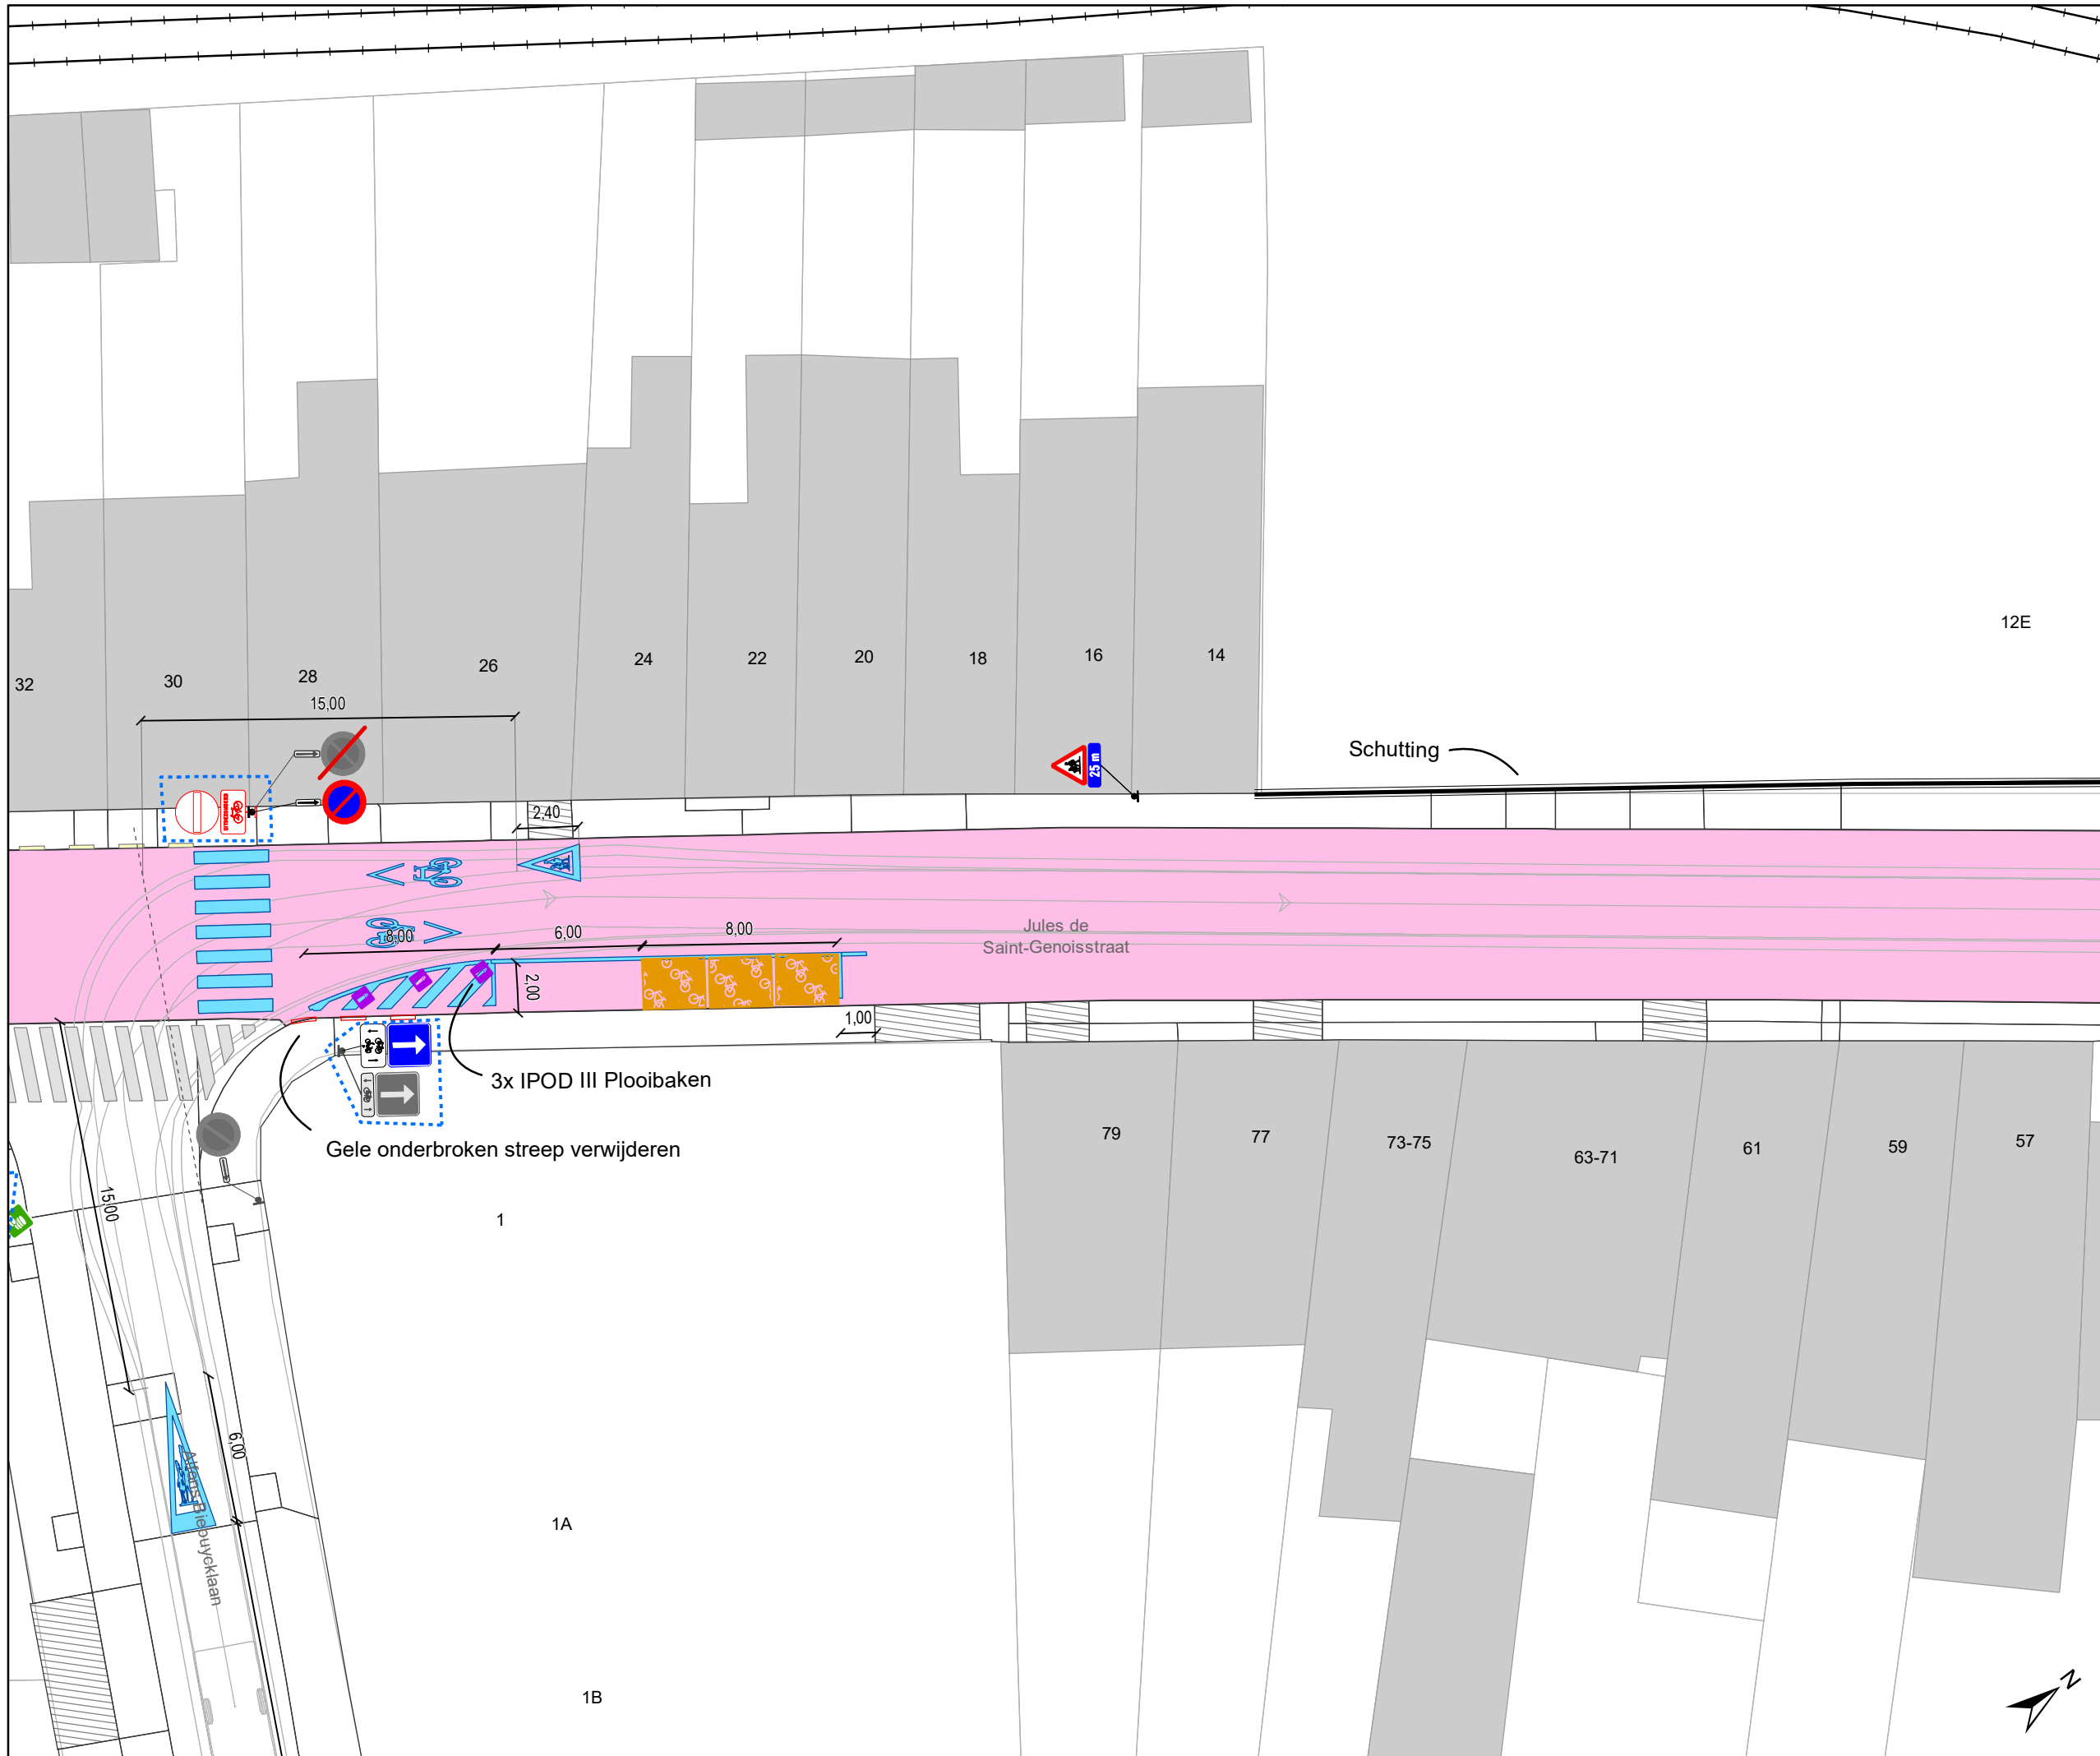 12E
32
30
28
26
24
22
20
18
16
14
15,00
25 m
Schutting
2,40
8,00
6,00
8,00
2,00
Jules de
Saint-Genoisstraat
1,00
3x IPOD III Plooibaken
Gele onderbroken streep verwijderen
79
77
73-75
63-71
61
59
57
15,00
1
6,00
Alfons Biebuycklaan
1A
1B
N